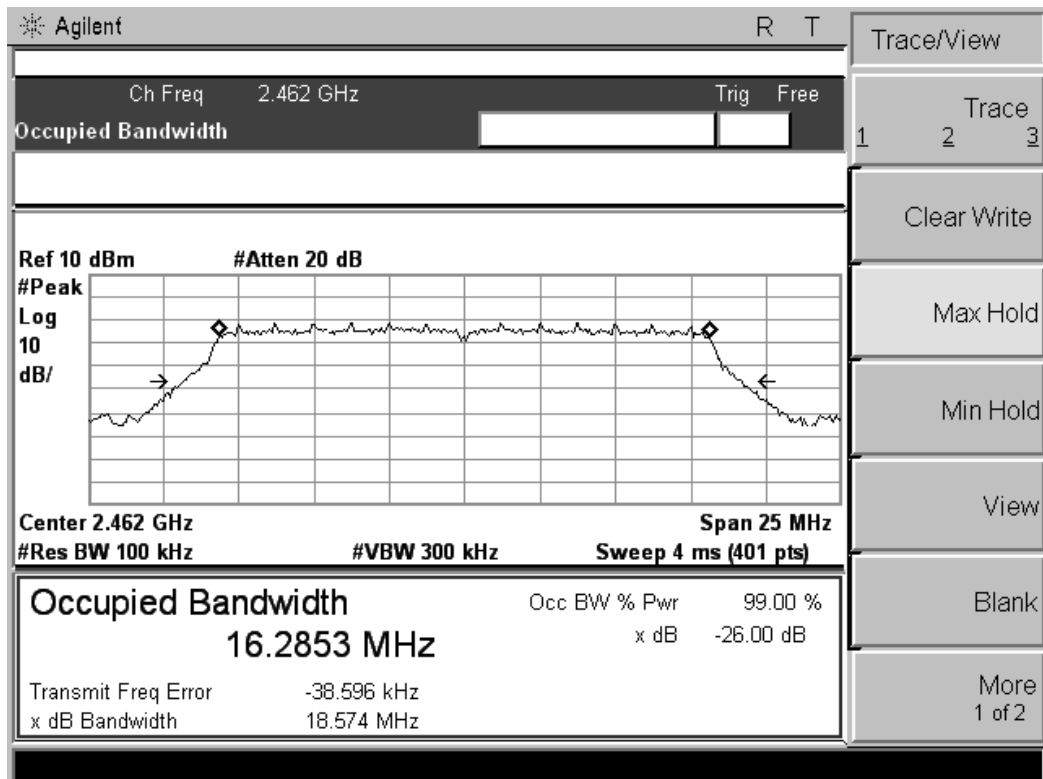 Agilent R T
Ch Freq 2.462 GHz Trig Free
Occupied Bandwidth
Ref 10 dBm #Atten 20 dB
#Peak
Log
10
dB/
Center 2.462 GHz Span 25 MHz
#Res BW 100 kHz #VBW 300 kHz Sweep 4 ms (401 pts)
Occupied Bandwidth Occ BW % Pwr 99.00 %
16.2853 MHz x dB -26.00 dB
Transmit Freq Error -38.596 kHz
x dB Bandwidth 18.574 MHz
Trace/View
Trace
1 2 3
Clear Write
Max Hold
Min Hold
View
Blank
More
1 of 2